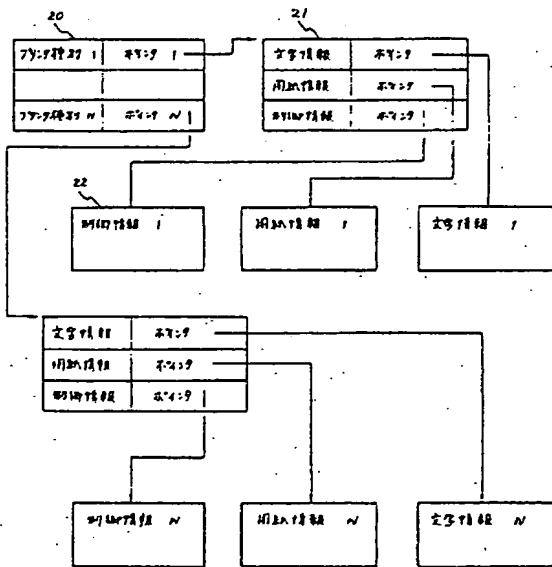 20
21
プリンタ種別 1 ポインタ 1
文字情報 ポインタ
用紙情報 ポインタ
プリンタ種別 N ポインタ N
制御情報 ポインタ
22
制御情報 1
用紙情報 1
文字情報 1
文字情報 ポインタ
用紙情報 ポインタ
制御情報 ポインタ
制御情報 N
用紙情報 N
文字情報 N